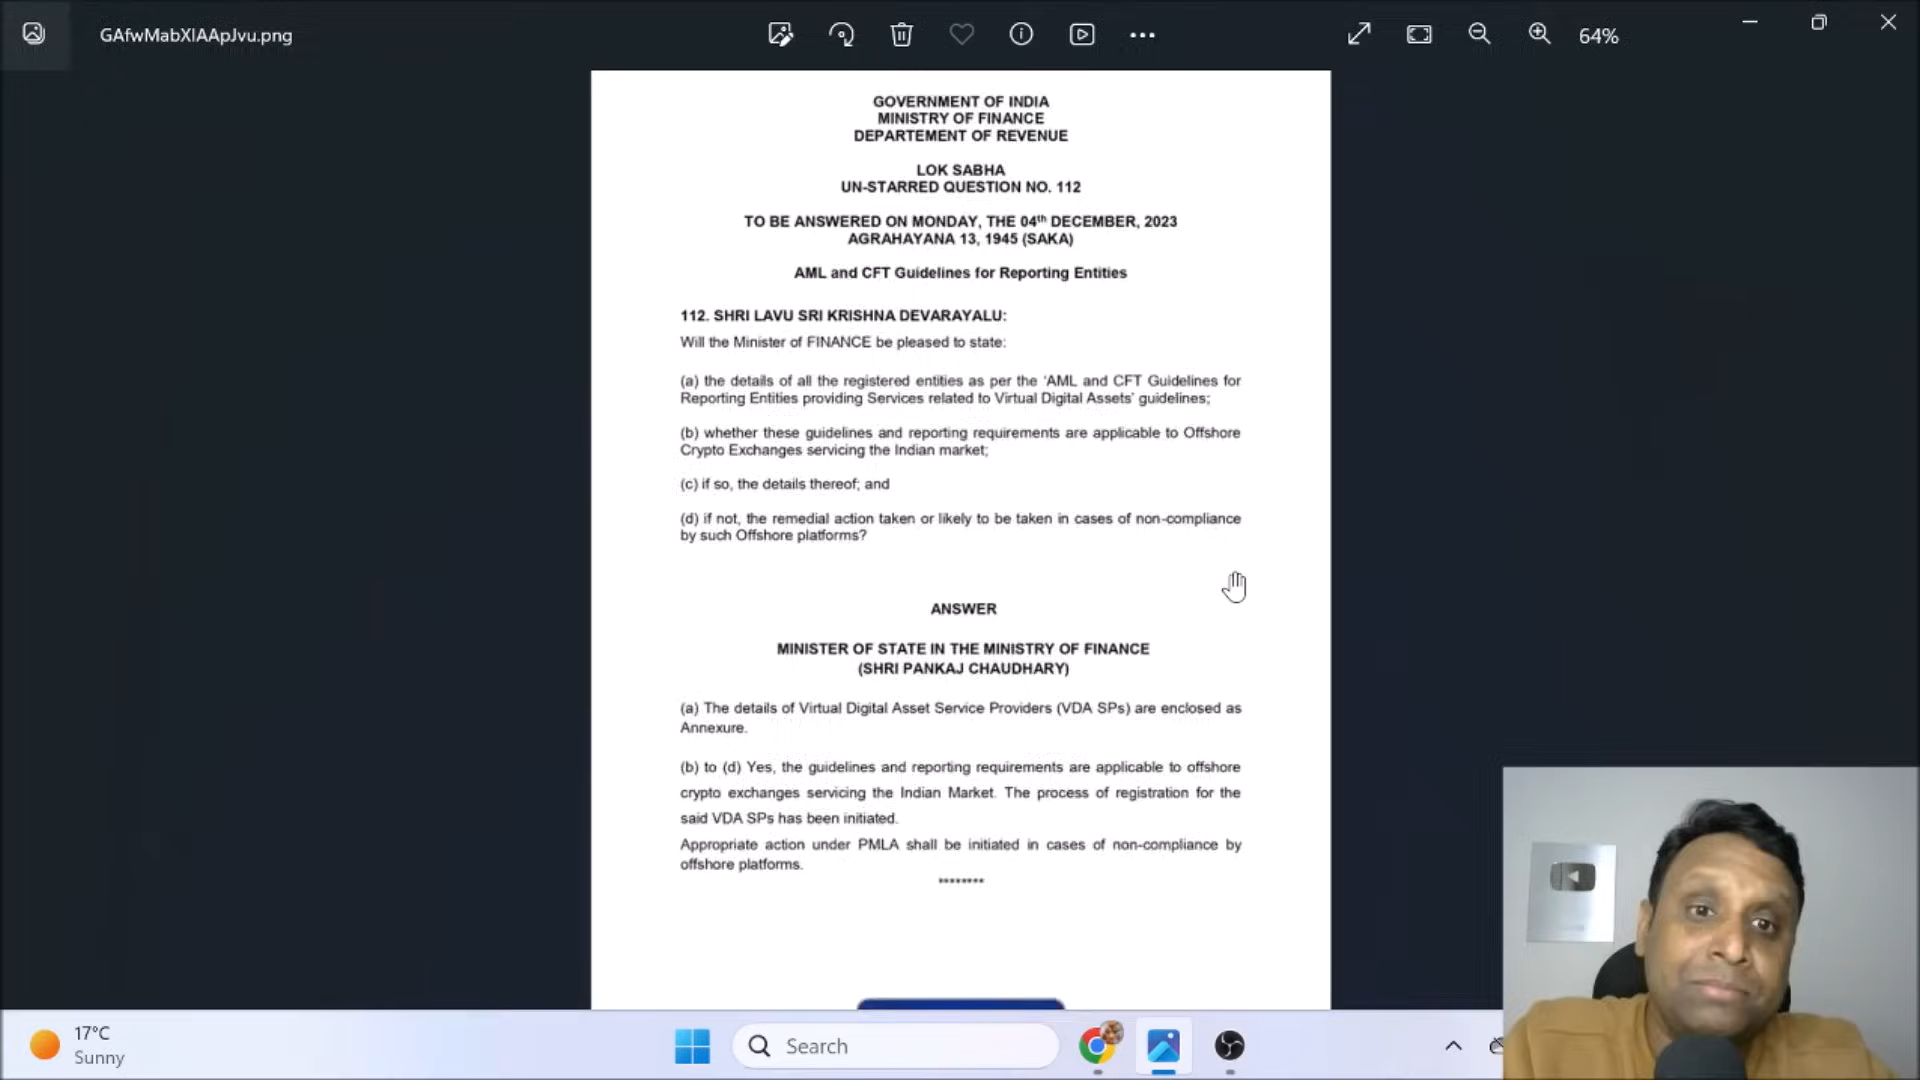 GAfwMabXIAApJvu.png
64%
GOVERNMENT OF INDIA
MINISTRY OF FINANCE
DEPARTEMENT OF REVENUE
LOK SABHA
UN-STARRED QUESTION NO. 112
TO BE ANSWERED ON MONDAY, THE 04th DECEMBER, 2023
AGRAHAYANA 13, 1945 (SAKA)
AML and CFT Guidelines for Reporting Entities
112. SHRI LAVU SRI KRISHNA DEVARAYALU:
Will the Minister of FINANCE be pleased to state:
(a) the details of all the registered entities as per the 'AML and CFT Guidelines for
Reporting Entities providing Services related to Virtual Digital Assets' guidelines;
(b) whether these guidelines and reporting requirements are applicable to Offshore
Crypto Exchanges servicing the Indian market;
(c) if so, the details thereof; and
(d) if not, the remedial action taken or likely to be taken in cases of non-compliance
by such Offshore platforms?
ANSWER
MINISTER OF STATE IN THE MINISTRY OF FINANCE
(SHRI PANKAJ CHAUDHARY)
(a) The details of Virtual Digital Asset Service Providers (VDA SPs) are enclosed as
Annexure.
(b) to (d) Yes, the guidelines and reporting requirements are applicable to offshore
crypto exchanges servicing the Indian Market. The process of registration for the
said VDA SPs has been initiated.
Appropriate action under PMLA shall be initiated in cases of non-compliance by
offshore platforms.
********
17°C
Sunny
Search